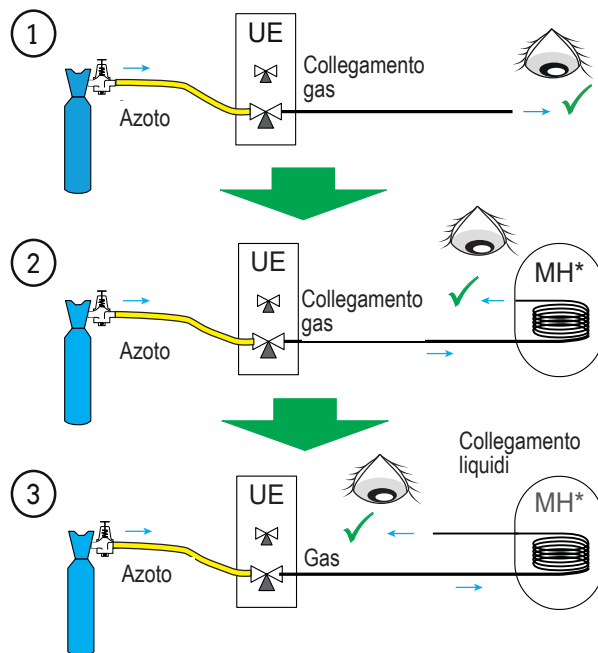 1
UE
Collegamento
gas
Azoto
2
UE
MH*
Collegamento
gas
Azoto
Collegamento
liquidi
3
UE
MH*
Gas
Azoto